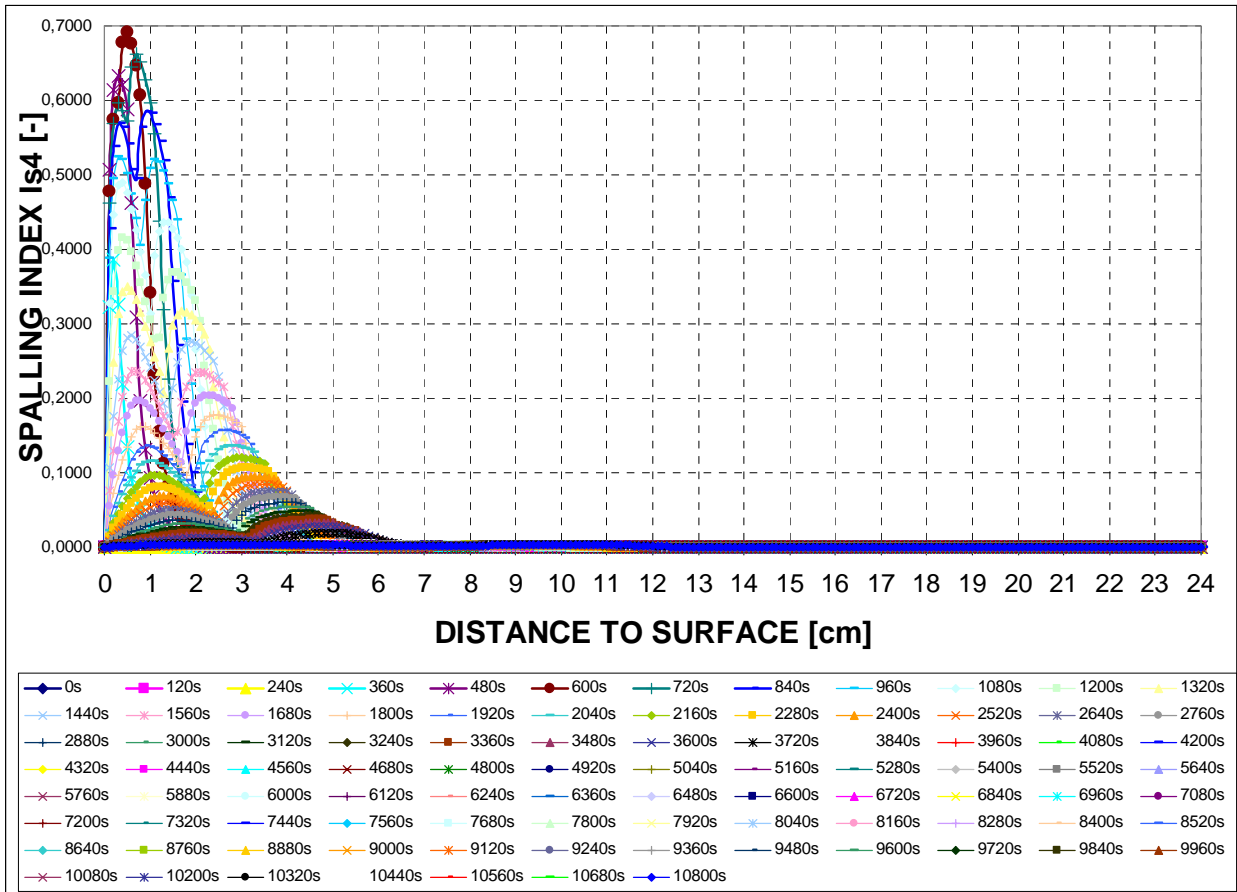 SPALLING INDEX Is4 [-]
0,7000
0,6000
0,5000
0,4000
0,3000
0,2000
0,1000
0,0000
0 1 2 3 4 5 6 7 8 9 10 11 12 13 14 15 16 17 18 19 20 21 22 23 24
DISTANCE TO SURFACE [cm]
0s 120s 240s 360s 480s 600s 720s 840s 960s 1080s 1200s 1320s
1440s 1560s 1680s 1800s 1920s 2040s 2160s 2280s 2400s 2520s 2640s 2760s
2880s 3000s 3120s 3240s 3360s 3480s 3600s 3720s 3840s 3960s 4080s 4200s
4320s 4440s 4560s 4680s 4800s 4920s 5040s 5160s 5280s 5400s 5520s 5640s
5760s 5880s 6000s 6120s 6240s 6360s 6480s 6600s 6720s 6840s 6960s 7080s
7200s 7320s 7440s 7560s 7680s 7800s 7920s 8040s 8160s 8280s 8400s 8520s
8640s 8760s 8880s 9000s 9120s 9240s 9360s 9480s 9600s 9720s 9840s 9960s
10080s 10200s 10320s 10440s 10560s 10680s 10800s